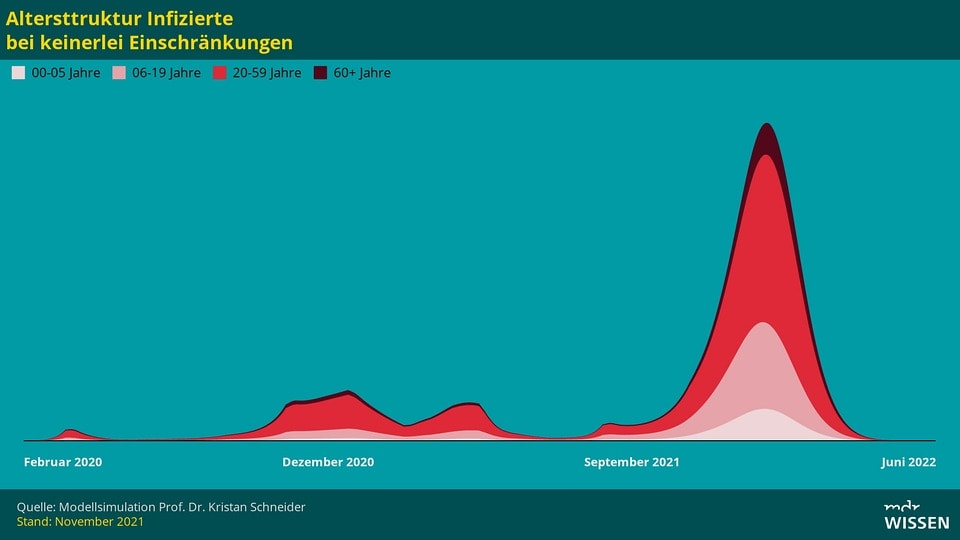 Altersttruktur Infizierte
bei keinerlei Einschränkungen
00-05 Jahre 06-19 Jahre 20-59 Jahre 60+ Jahre
Februar 2020 Dezember 2020 September 2021 Juni 2022
Quelle: Modellsimulation Prof. Dr. Kristan Schneider
Stand: November 2021
mdr
WISSEN